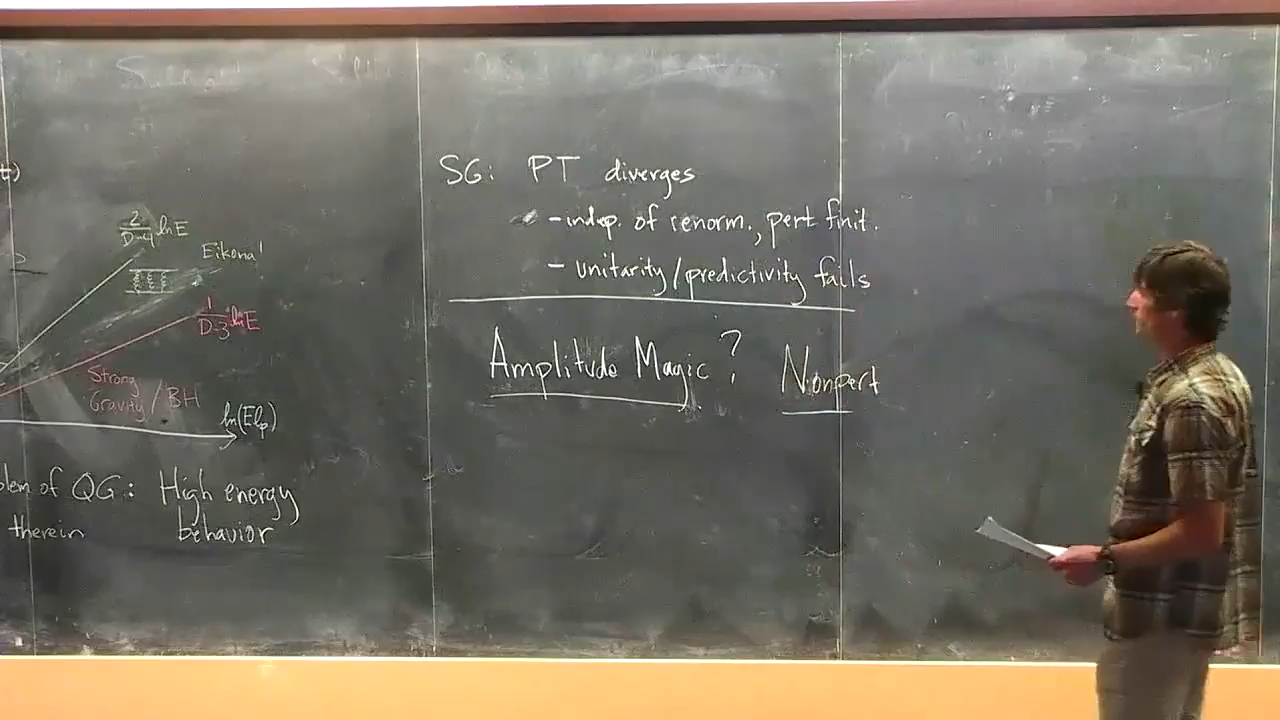 t)
2/(D-4) ln E
Eikonal
1/(D-3) ln E
Strong
Gravity / BH
ln(Elp)
lem of QG: High energy
therein behavior
SG: PT diverges
- indep. of renorm., pert finit.
- unitarity/predictivity fails
Amplitude Magic? Nonpert